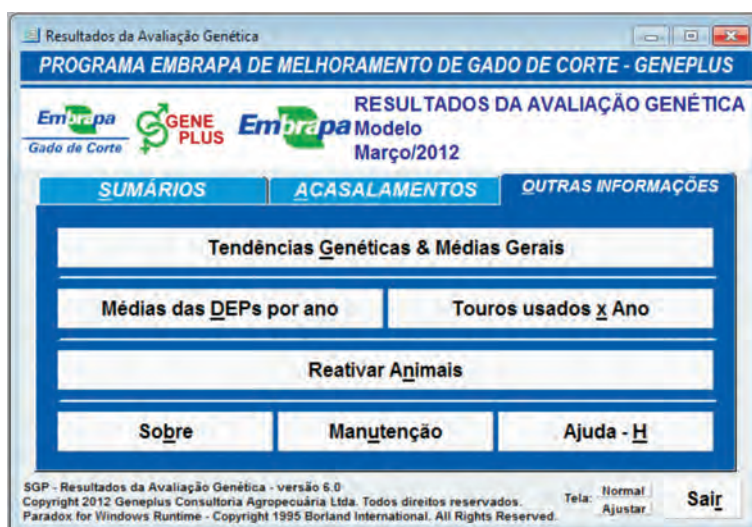 Resultados da Avaliação Genética
PROGRAMA EMBRAPA DE MELHORAMENTO DE GADO DE CORTE - GENEPLUS
Embrapa
Gado de Corte
GENE
PLUS
Embrapa
RESULTADOS DA AVALIAÇÃO GENÉTICA
Modelo
Março/2012
SUMÁRIOS
ACASALAMENTOS
OUTRAS INFORMAÇÕES
Tendências Genéticas & Médias Gerais
Médias das DEPs por ano
Touros usados x Ano
Reativar Animais
Sobre
Manutenção
Ajuda - H
SGP - Resultados da Avaliação Genética - versão 6.0
Copyright 2012 Geneplus Consultoria Agropecuária Ltda. Todos direitos reservados.
Paradox for Windows Runtime - Copyright 1995 Borland International. All Rights Reserved.
Tela:
Normal
Ajustar
Sair